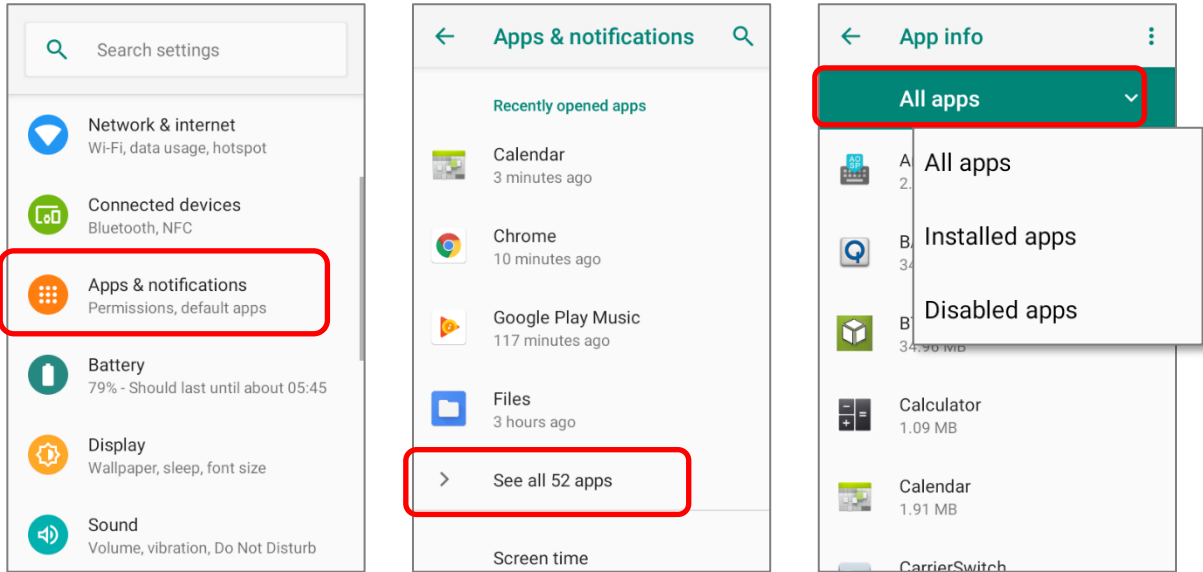 Search settings
Network & internet
Wi-Fi, data usage, hotspot
Connected devices
Bluetooth, NFC
Apps & notifications
Permissions, default apps
Battery
79% - Should last until about 05:45
Display
Wallpaper, sleep, font size
Sound
Volume, vibration, Do Not Disturb
Apps & notifications
Recently opened apps
Calendar
3 minutes ago
Chrome
10 minutes ago
Google Play Music
117 minutes ago
Files
3 hours ago
See all 52 apps
Screen time
App info
All apps
All apps
Installed apps
Disabled apps
34.96 MB
Calculator
1.09 MB
Calendar
1.91 MB
CarrierSwitch